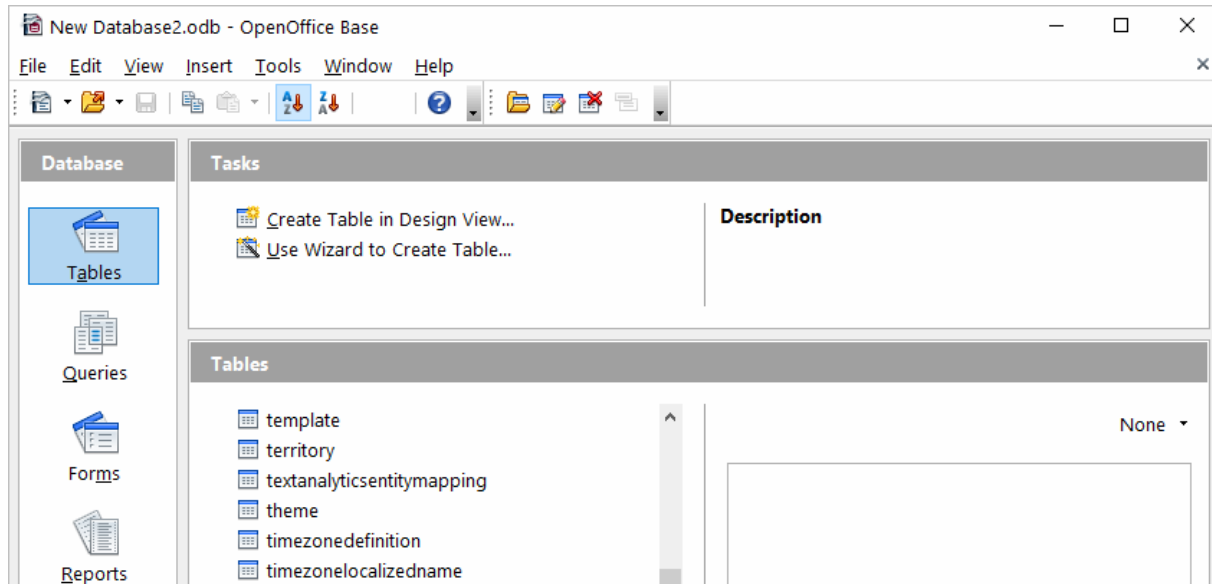 New Database2.odb - OpenOffice Base
File Edit View Insert Tools Window Help
Database
Tables
Queries
Forms
Reports
Tasks
Create Table in Design View...
Use Wizard to Create Table...
Description
Tables
template
territory
textanalyticsentitymapping
theme
timezonedefinition
timezonelocalizedname
None